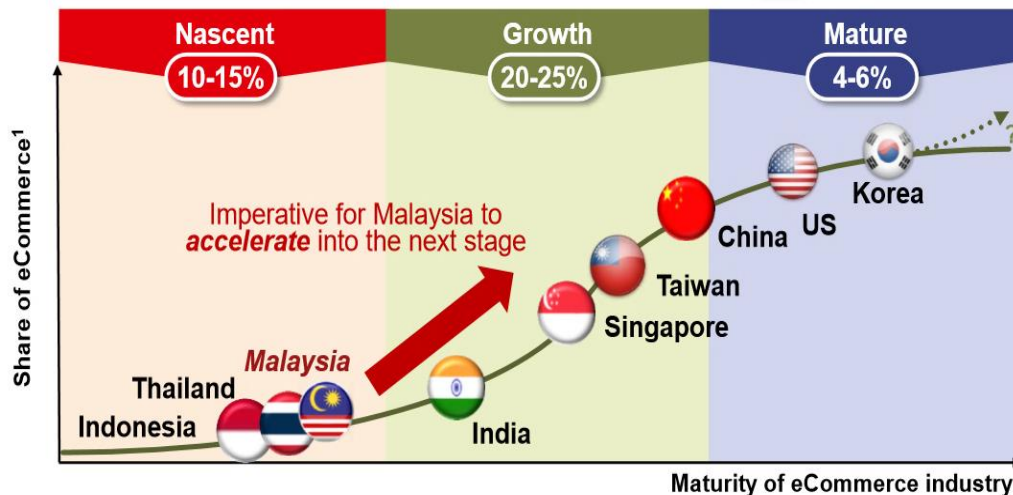 Nascent
10-15%
Growth
20-25%
Mature
4-6%
Share of eCommerce¹
Imperative for Malaysia to
accelerate into the next stage
Korea
US
China
Taiwan
Singapore
Malaysia
Thailand
Indonesia
India
?
Maturity of eCommerce industry